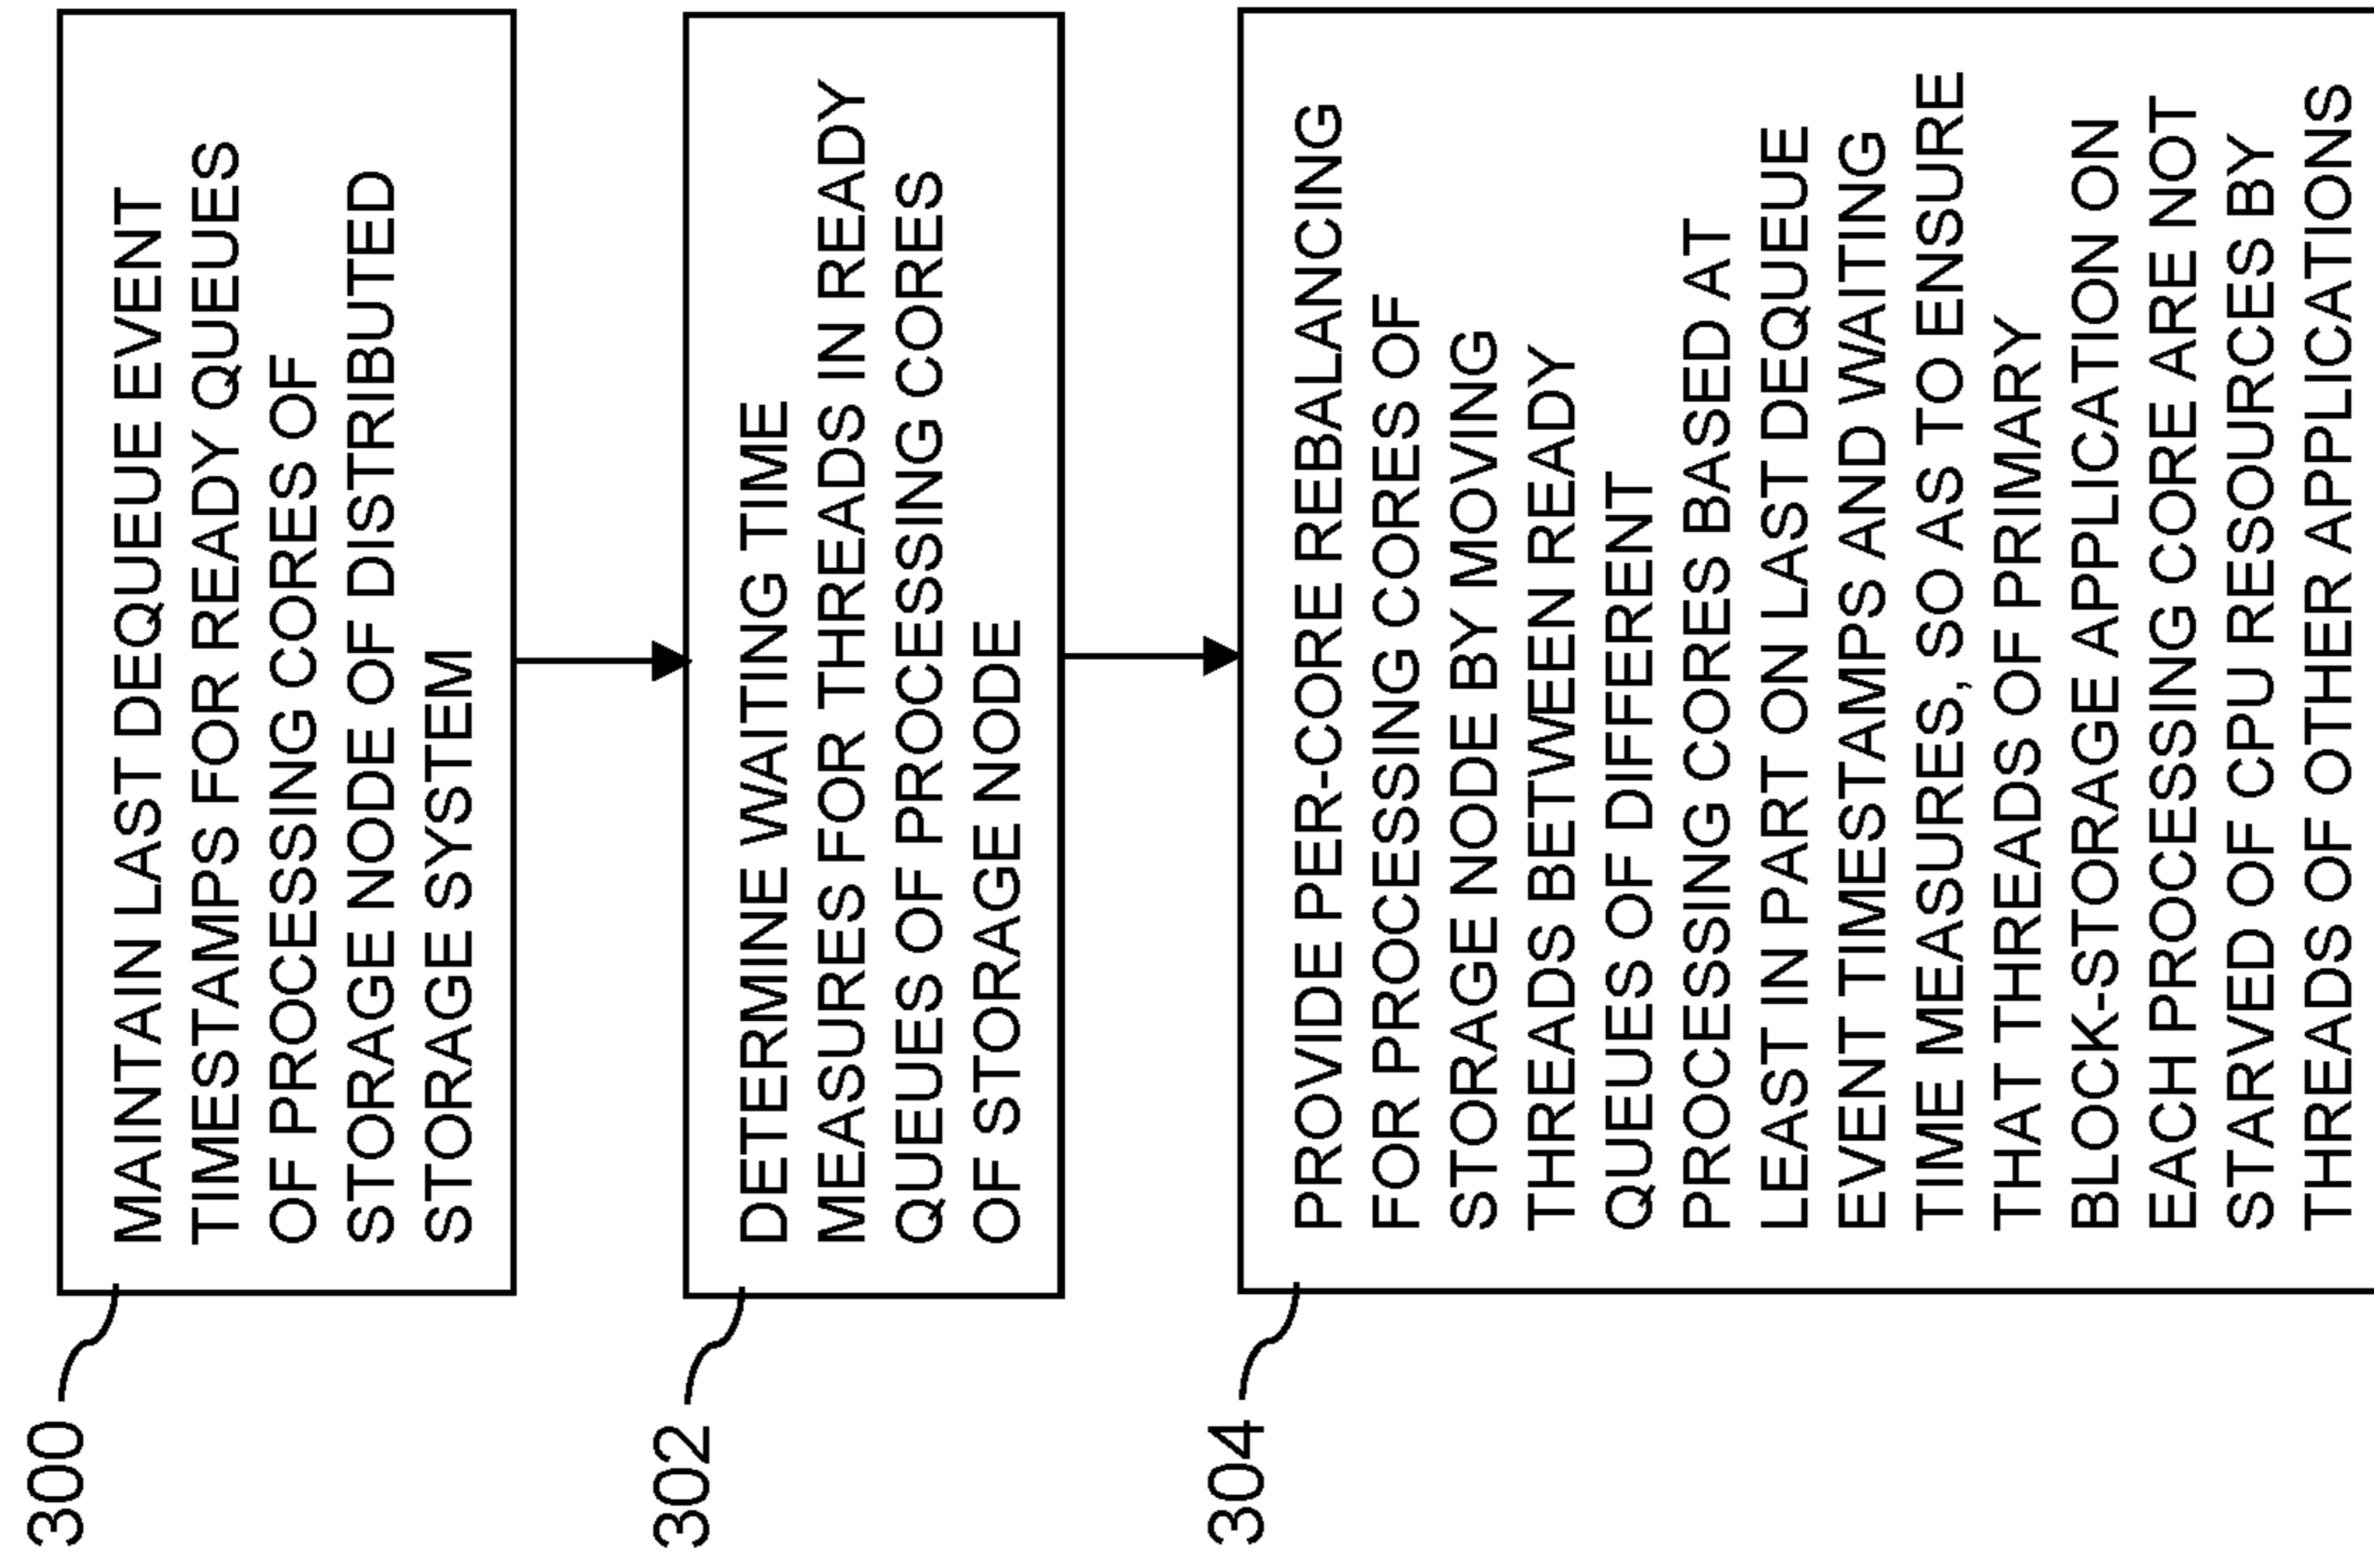 300
MAINTAIN LAST DEQUEUE EVENT
TIMESTAMPS FOR READY QUEUES
OF PROCESSING CORES OF
STORAGE NODE OF DISTRIBUTED
STORAGE SYSTEM
302
DETERMINE WAITING TIME
MEASURES FOR THREADS IN READY
QUEUES OF PROCESSING CORES
OF STORAGE NODE
304
PROVIDE PER-CORE REBALANCING
FOR PROCESSING CORES OF
STORAGE NODE BY MOVING
THREADS BETWEEN READY
QUEUES OF DIFFERENT
PROCESSING CORES BASED AT
LEAST IN PART ON LAST DEQUEUE
EVENT TIMESTAMPS AND WAITING
TIME MEASURES, SO AS TO ENSURE
THAT THREADS OF PRIMARY
BLOCK-STORAGE APPLICATION ON
EACH PROCESSING CORE ARE NOT
STARVED OF CPU RESOURCES BY
THREADS OF OTHER APPLICATIONS